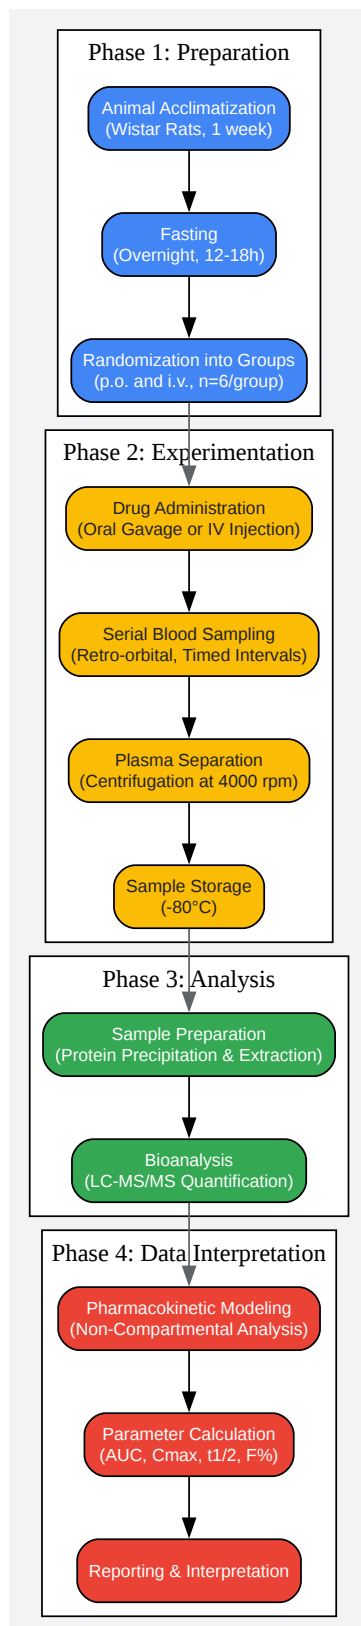 Phase 1: Preparation
Animal Acclimatization
(Wistar Rats, 1 week)
Fasting
(Overnight, 12-18h)
Randomization into Groups
(p.o. and i.v., n=6/group)
Phase 2: Experimentation
Drug Administration
(Oral Gavage or IV Injection)
Serial Blood Sampling
(Retro-orbital, Timed Intervals)
Plasma Separation
(Centrifugation at 4000 rpm)
Sample Storage
(-80°C)
Phase 3: Analysis
Sample Preparation
(Protein Precipitation & Extraction)
Bioanalysis
(LC-MS/MS Quantification)
Phase 4: Data Interpretation
Pharmacokinetic Modeling
(Non-Compartmental Analysis)
Parameter Calculation
(AUC, Cmax, t1/2, F%)
Reporting & Interpretation